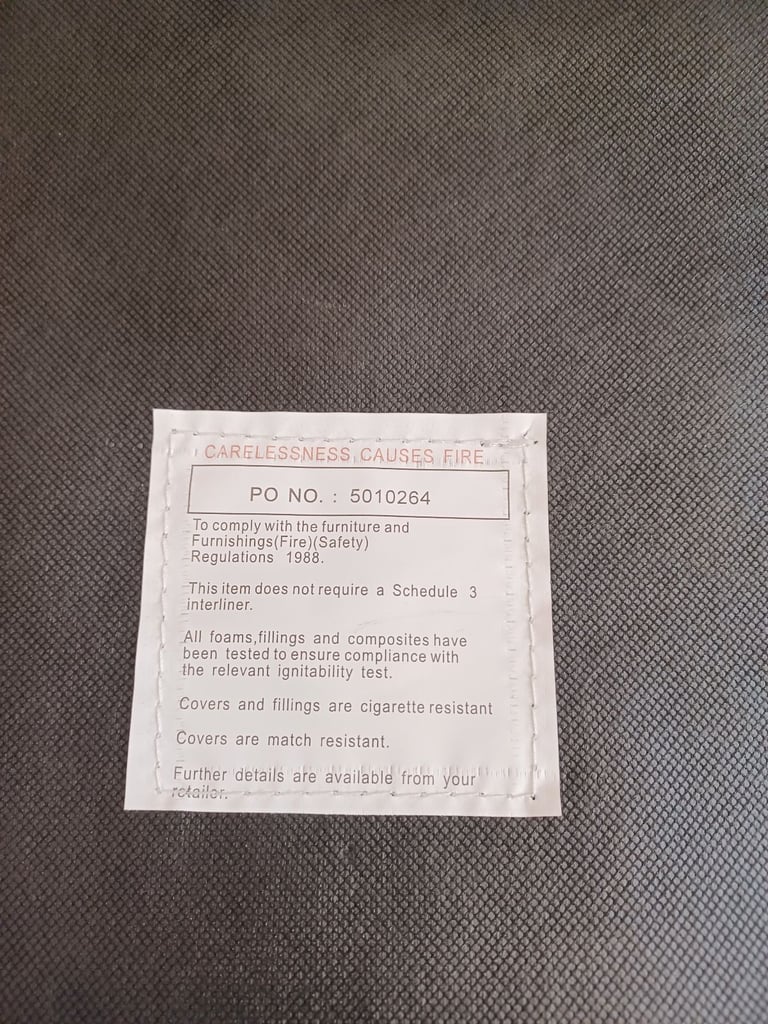 CARELESSNESS CAUSES FIRE
PO NO. : 5010264
To comply with the furniture and
Furnishings(Fire)(Safety)
Regulations 1988.
This item does not require a Schedule 3
interliner.
All foams,fillings and composites have
been tested to ensure compliance with
the relevant ignitability test.
Covers and fillings are cigarette resistant
Covers are match resistant.
Further details are available from your
retailer.